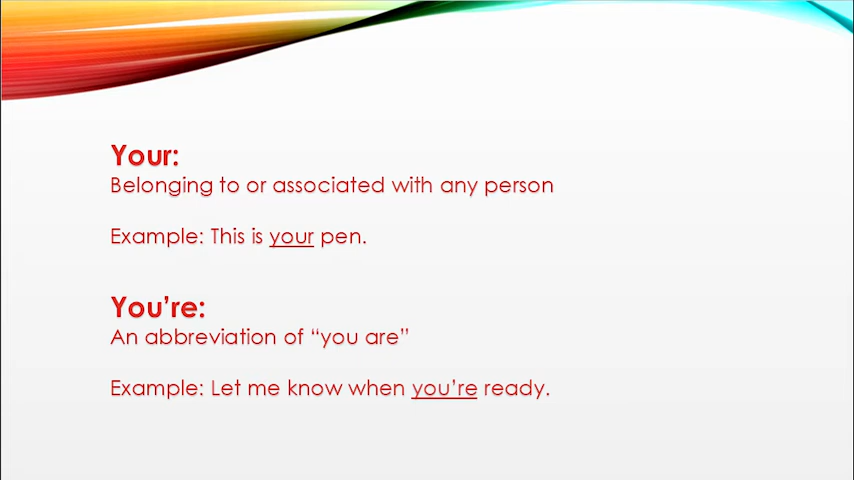 Your:
Belonging to or associated with any person
Example: This is your pen.
You’re:
An abbreviation of “you are”
Example: Let me know when you’re ready.